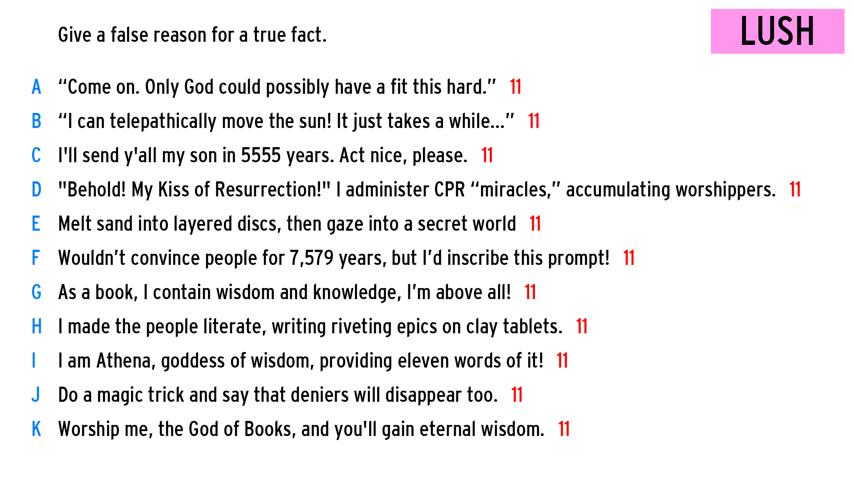 Give a false reason for a true fact.
LUSH
A “Come on. Only God could possibly have a fit this hard.” 11
B “I can telepathically move the sun! It just takes a while...” 11
C I'll send y'all my son in 5555 years. Act nice, please. 11
D "Behold! My Kiss of Resurrection!" I administer CPR “miracles,” accumulating worshippers. 11
E Melt sand into layered discs, then gaze into a secret world 11
F Wouldn’t convince people for 7,579 years, but I’d inscribe this prompt! 11
G As a book, I contain wisdom and knowledge, I’m above all! 11
H I made the people literate, writing riveting epics on clay tablets. 11
I I am Athena, goddess of wisdom, providing eleven words of it! 11
J Do a magic trick and say that deniers will disappear too. 11
K Worship me, the God of Books, and you'll gain eternal wisdom. 11